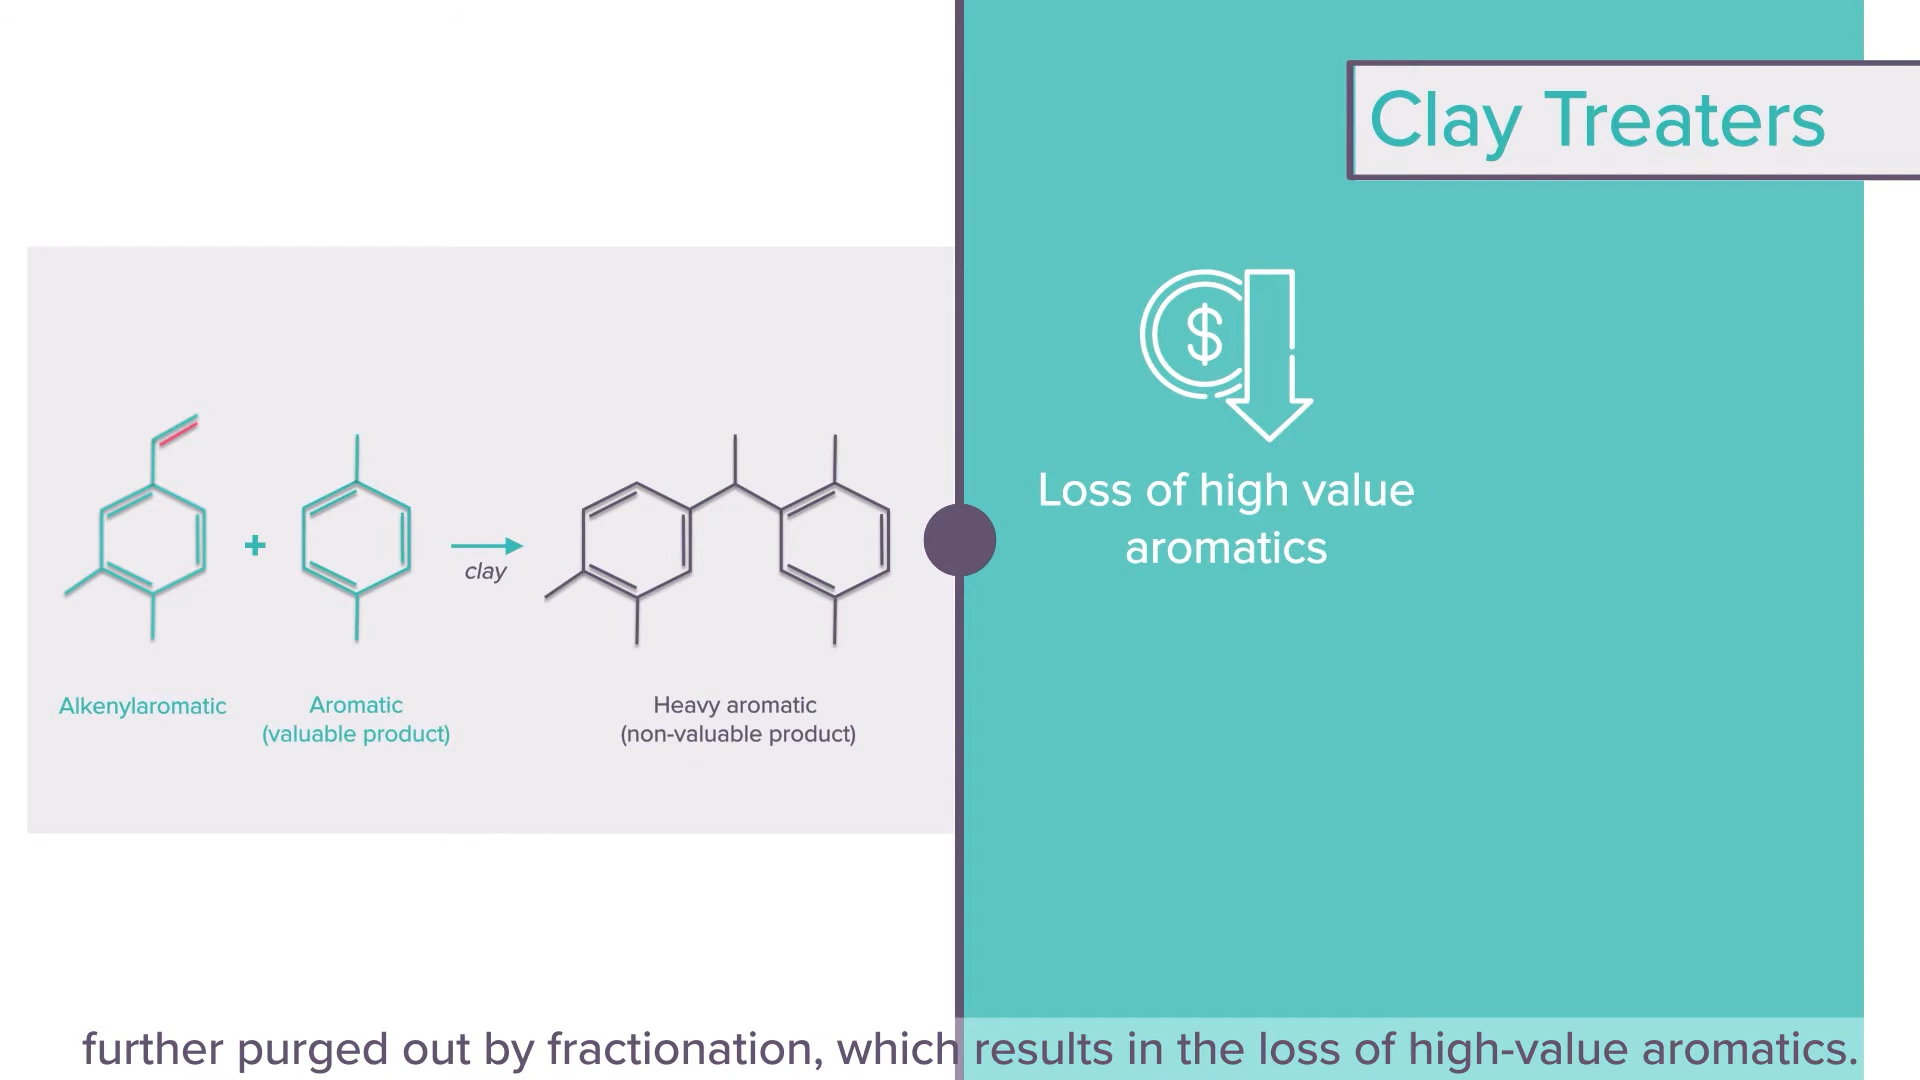 Clay Treaters
$
Loss of high value
aromatics
+
clay
Alkenylaromatic
Aromatic
(valuable product)
Heavy aromatic
(non-valuable product)
further purged out by fractionation, which results in the loss of high-value aromatics.